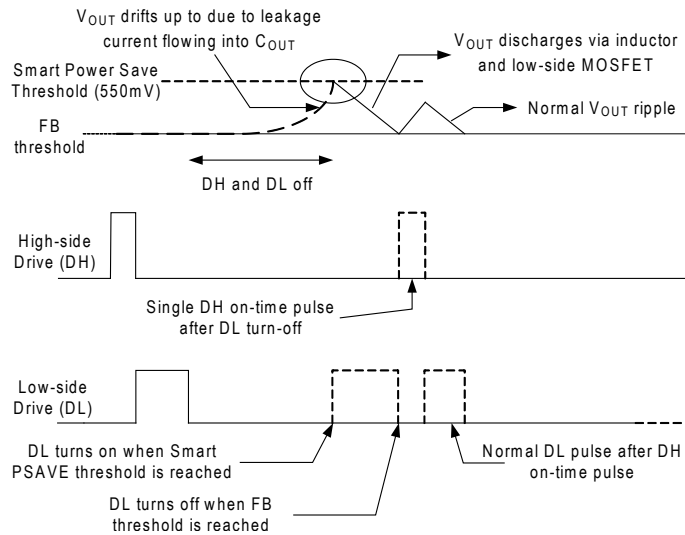 VOUT drifts up to due to leakage
current flowing into COUT
VOUT discharges via inductor
and low-side MOSFET
Smart Power Save
Threshold (550mV)
Normal VOUT ripple
FB
threshold
DH and DL off
High-side
Drive (DH)
Single DH on-time pulse
after DL turn-off
Low-side
Drive (DL)
DL turns on when Smart
PSAVE threshold is reached
Normal DL pulse after DH
on-time pulse
DL turns off when FB
threshold is reached